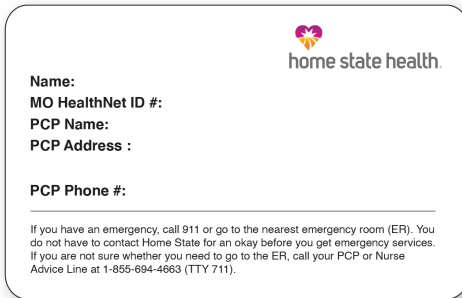 home state health.
Name:
MO HealthNet ID #:
PCP Name:
PCP Address :
PCP Phone #:
If you have an emergency, call 911 or go to the nearest emergency room (ER). You
do not have to contact Home State for an okay before you get emergency services.
If you are not sure whether you need to go to the ER, call your PCP or Nurse
Advice Line at 1-855-694-4663 (TTY 711).